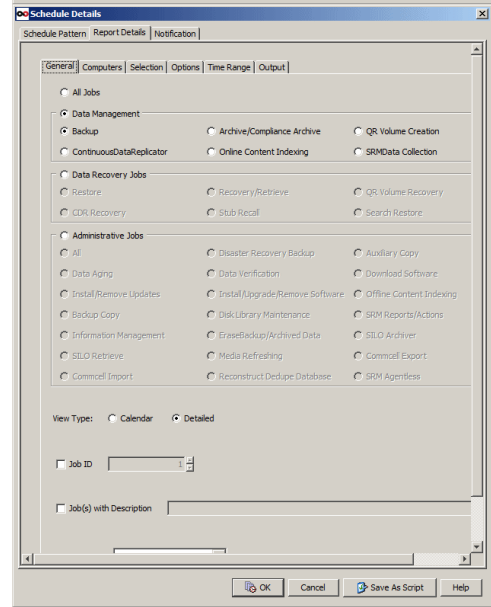 Schedule Details
Schedule Pattern Report Details Notification
General Computers Selection Options Time Range Output
All Jobs
Data Management
Backup Archive/Compliance Archive QR Volume Creation
ContinuousDataReplicator Online Content Indexing SRMData Collection
Data Recovery Jobs
Restore Recovery/Retrieve QR Volume Recovery
CDR Recovery Stub Recall Search Restore
Administrative Jobs
All Disaster Recovery Backup Auxiliary Copy
Data Aging Data Verification Download Software
Install/Remove Updates Install/Upgrade/Remove Software Offline Content Indexing
Backup Copy Disk Library Maintenance SRM Reports/Actions
Information Management EraseBackup/Archived Data SILO Archiver
SILO Retrieve Media Refreshing Commcell Export
Commcell Import Reconstruct Dedupe Database SRM Agentless
View Type: Calendar Detailed
Job ID 1
Job(s) with Description
OK Cancel Save As Script Help